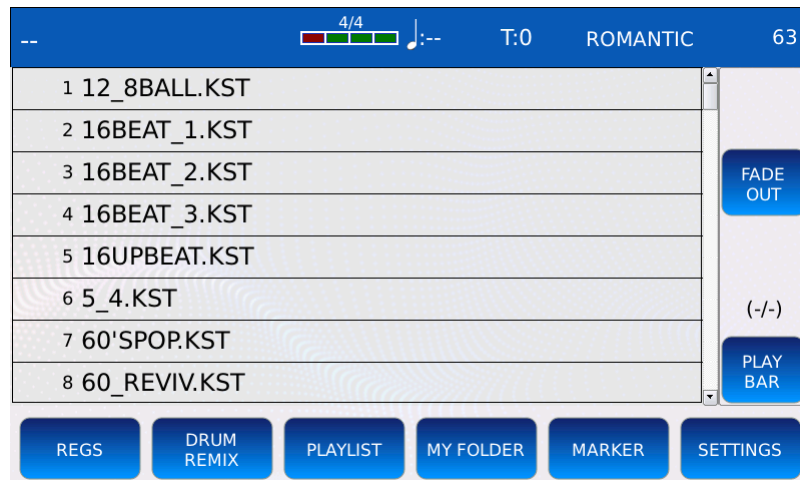 4/4
-- ♩:-- T:0 ROMANTIC 63
1 12_8BALL.KST
2 16BEAT_1.KST
3 16BEAT_2.KST
4 16BEAT_3.KST
5 16UPBEAT.KST
6 5_4.KST
7 60'SPOP.KST
8 60_REVIV.KST
FADE
OUT
(-/-)
PLAY
BAR
REGS
DRUM
REMIX
PLAYLIST
MY FOLDER
MARKER
SETTINGS